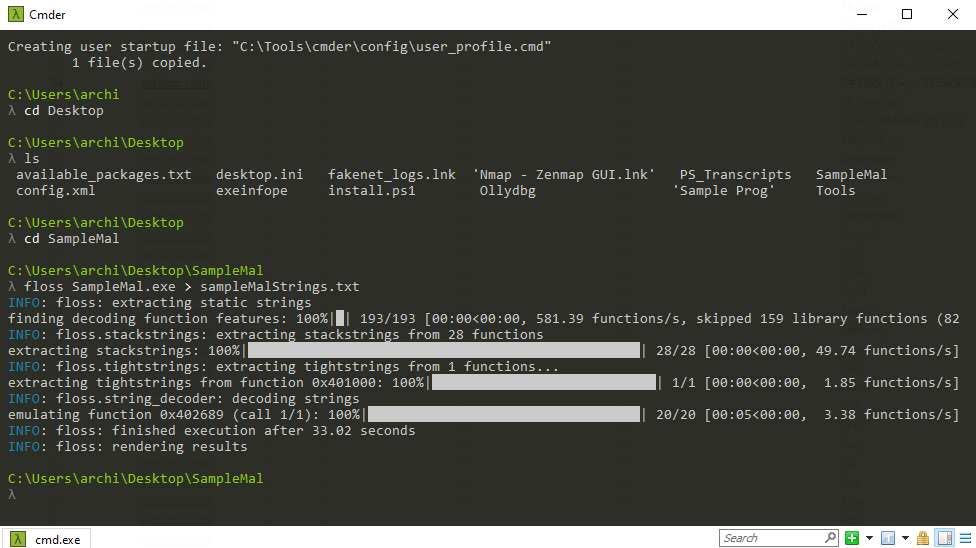 Cmder
Creating user startup file: "C:\Tools\cmder\config\user_profile.cmd"
        1 file(s) copied.
C:\Users\archi
λ cd Desktop
C:\Users\archi\Desktop
λ ls
 available_packages.txt   desktop.ini   fakenet_logs.lnk  'Nmap - Zenmap GUI.lnk'   PS_Transcripts   SampleMal
 config.xml               exeinfope     install.ps1        Ollydbg                 'Sample Prog'     Tools
C:\Users\archi\Desktop
λ cd SampleMal
C:\Users\archi\Desktop\SampleMal
λ floss SampleMal.exe > sampleMalStrings.txt
INFO: floss: extracting static strings
finding decoding function features: 100%|█| 193/193 [00:00<00:00, 581.39 functions/s, skipped 159 library functions (82
INFO: floss.stackstrings: extracting stackstrings from 28 functions
extracting stackstrings: 100%|█████████████████████████████████████████████████| 28/28 [00:00<00:00, 49.74 functions/s]
INFO: floss.tightstrings: extracting tightstrings from 1 functions...
extracting tightstrings from function 0x401000: 100%|████████████████████████████| 1/1 [00:00<00:00,  1.85 functions/s]
INFO: floss.string_decoder: decoding strings
emulating function 0x402689 (call 1/1): 100%|██████████████████████████████████| 20/20 [00:05<00:00,  3.38 functions/s]
INFO: floss: finished execution after 33.02 seconds
INFO: floss: rendering results
C:\Users\archi\Desktop\SampleMal
λ
λ cmd.exe Search